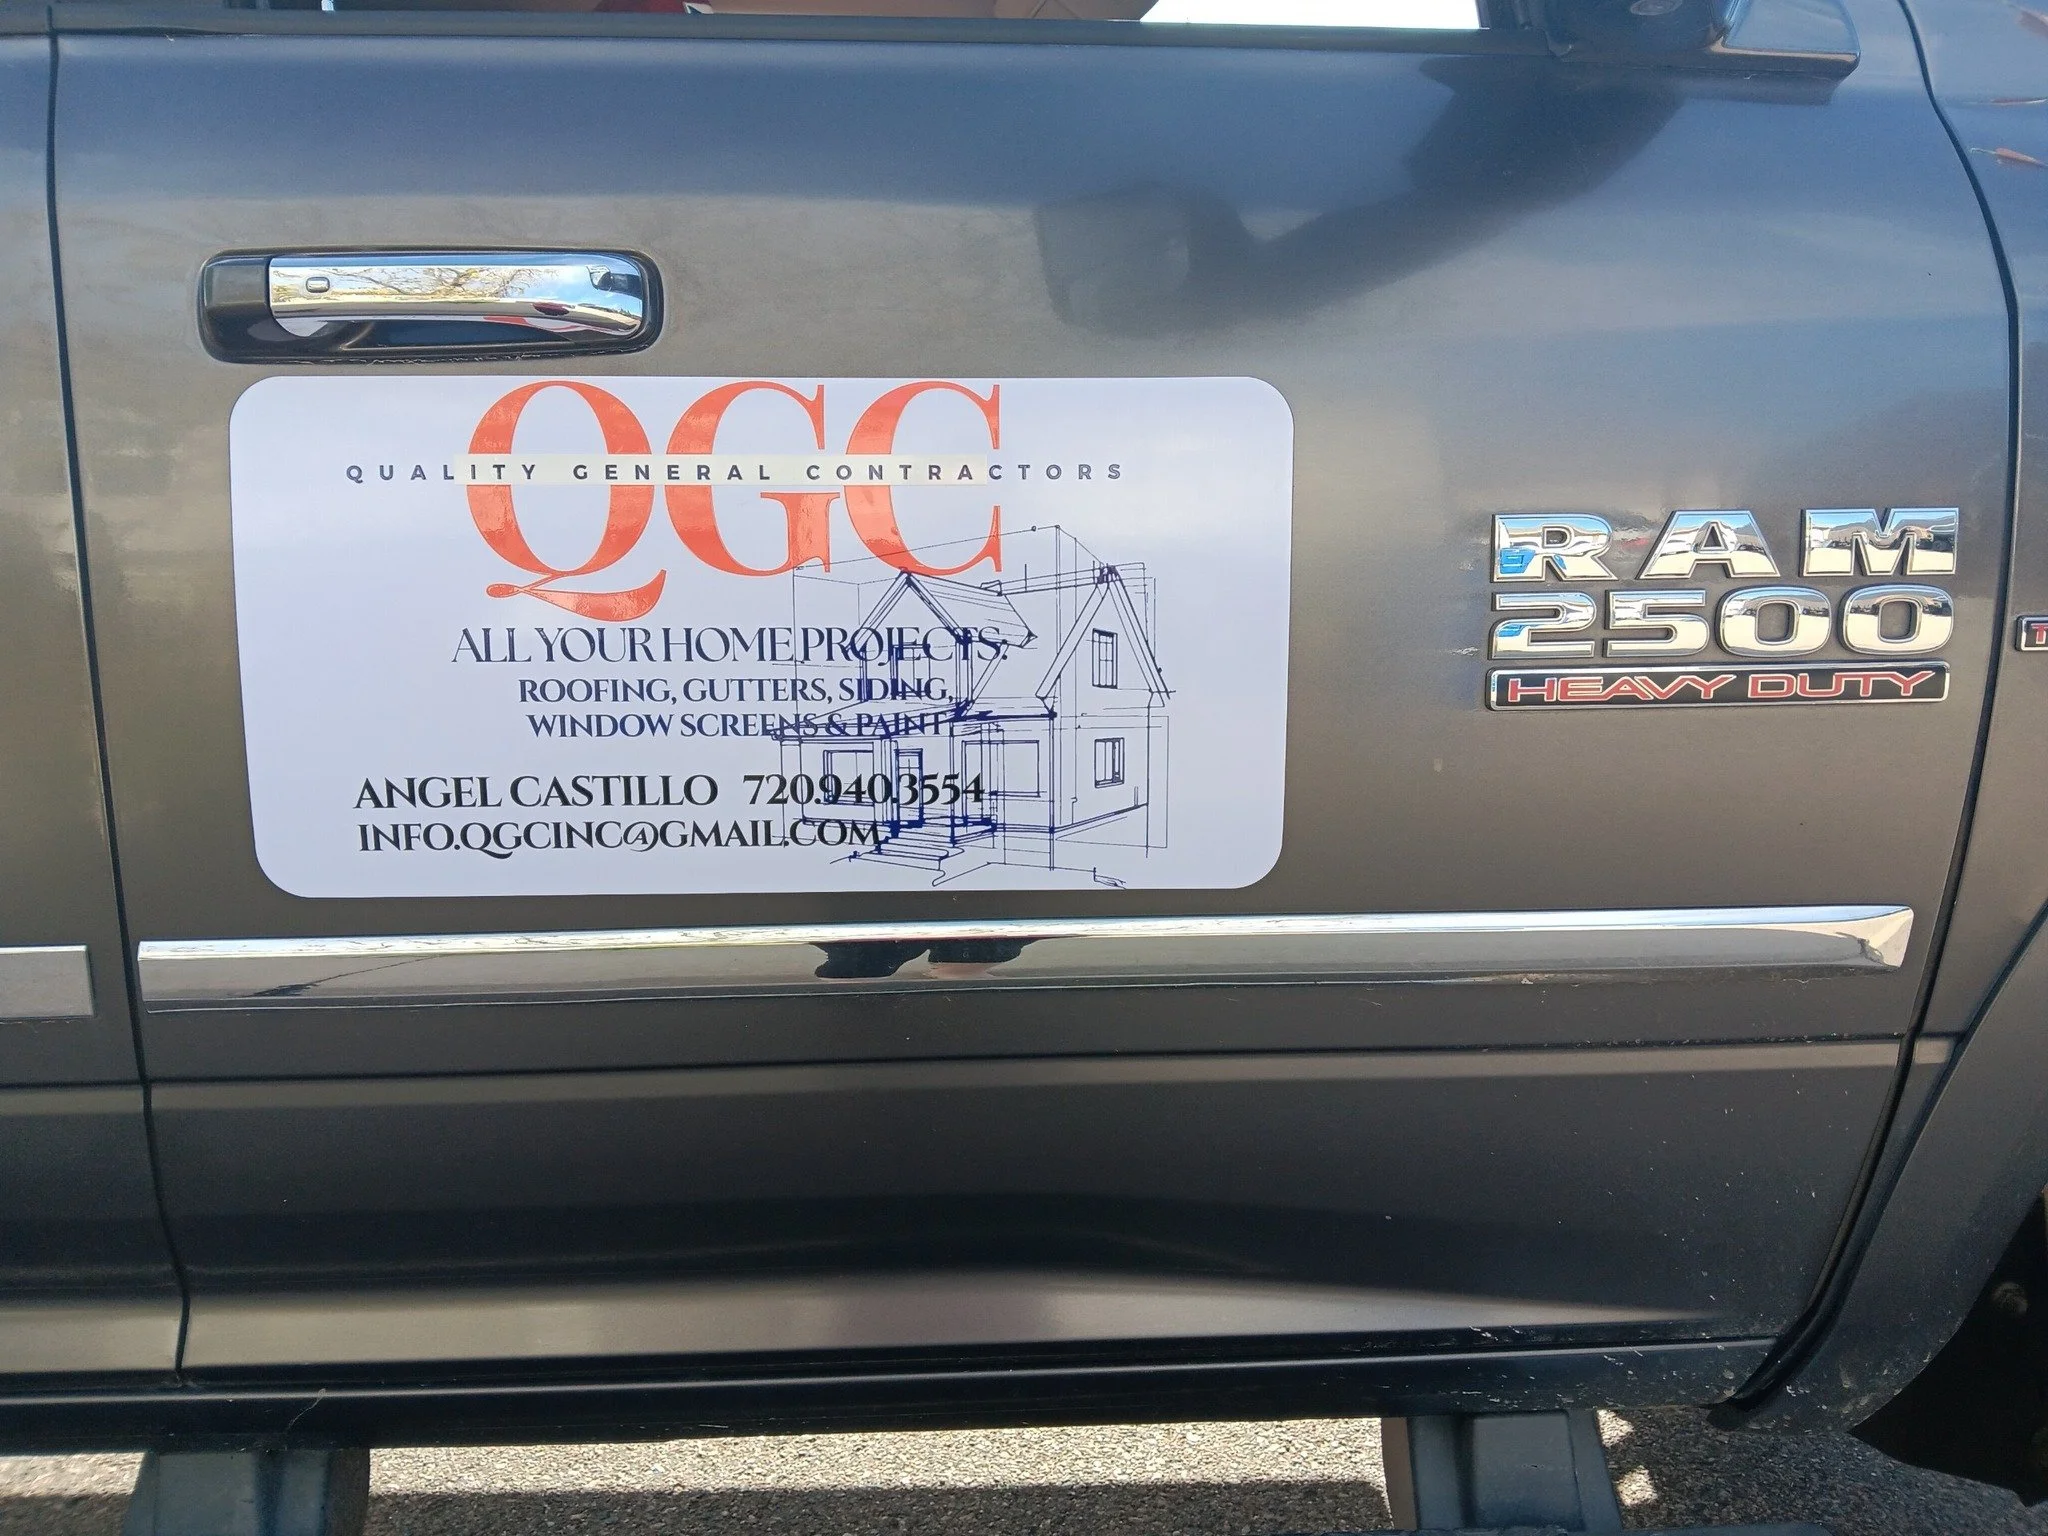 QGC
QUALITY GENERAL CONTRACTORS
ALL YOUR HOME PROJECTS:
ROOFING, GUTTERS, SIDING,
WINDOW SCREENS & PAINT
ANGEL CASTILLO 720.940.3554
INFO.QGCINC@GMAIL.COM
RAM
2500
HEAVY DUTY